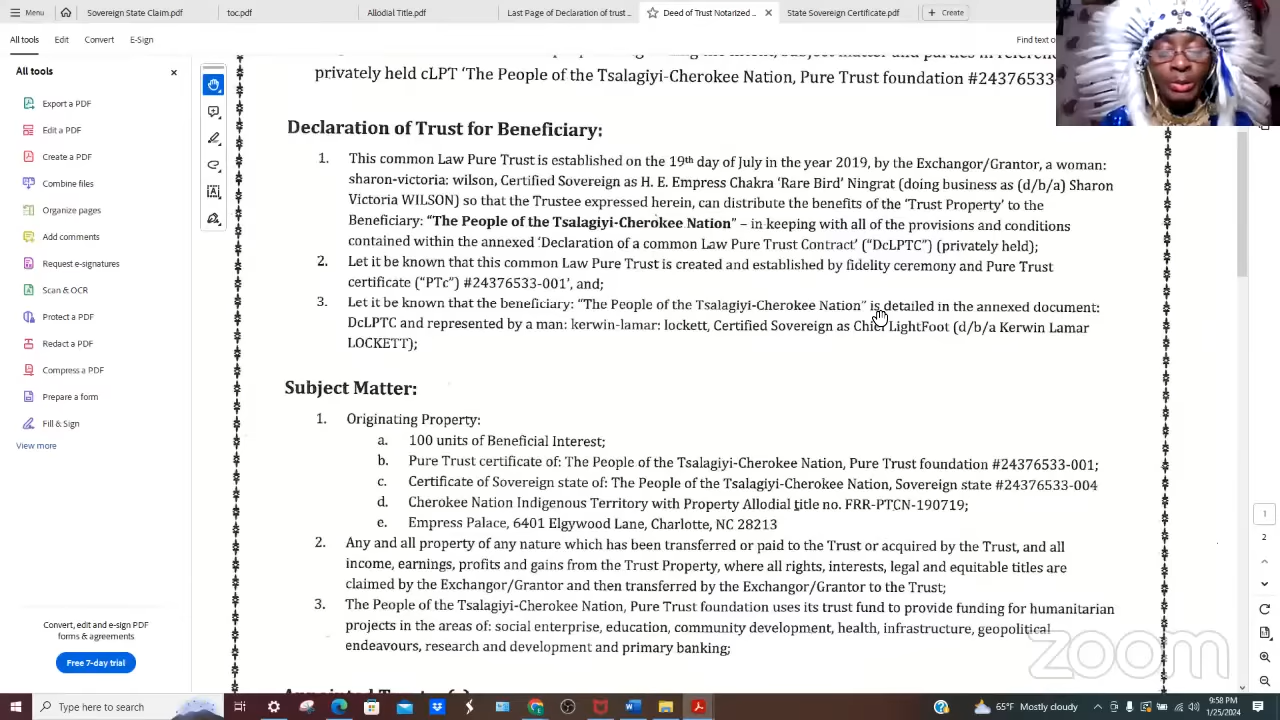 Menu
Sovereign State Claim.pdf
toc.pdf
Allodial Title.pdf
Last Page of Declaration of trust ...
Deed of Trust Notarized ...
State Sovereign Certificate.pdf
Create
All tools
Edit
Convert
E-Sign
Find text o
All tools
Export a PDF
Edit a PDF
Create a PDF
Combine files
Organize pages
Add comments
Request e-signatures
Scan & OCR
Protect a PDF
Redact a PDF
Compress a PDF
Prepare a form
Fill & Sign
View more
Convert, edit and e-sign PDF
forms & agreements
Free 7-day trial
subject matter and parties in referenc
privately held cLPT ‘The People of the Tsalagiyi-Cherokee Nation, Pure Trust foundation #24376533-
Declaration of Trust for Beneficiary:
1. This common Law Pure Trust is established on the 19th day of July in the year 2019, by the Exchangor/Grantor, a woman:
sharon-victoria: wilson, Certified Sovereign as H. E. Empress Chakra ‘Rare Bird’ Ningrat (doing business as (d/b/a) Sharon
Victoria WILSON) so that the Trustee expressed herein, can distribute the benefits of the ‘Trust Property’ to the
Beneficiary: “The People of the Tsalagiyi-Cherokee Nation” – in keeping with all of the provisions and conditions
contained within the annexed ‘Declaration of a common Law Pure Trust Contract’ (“DcLPTC”) (privately held);
2. Let it be known that this common Law Pure Trust is created and established by fidelity ceremony and Pure Trust
certificate (“PTc”) #24376533-001’, and;
3. Let it be known that the beneficiary: “The People of the Tsalagiyi-Cherokee Nation” is detailed in the annexed document:
DcLPTC and represented by a man: kerwin-lamar: lockett, Certified Sovereign as Chief LightFoot (d/b/a Kerwin Lamar
LOCKETT);
Subject Matter:
1. Originating Property:
a. 100 units of Beneficial Interest;
b. Pure Trust certificate of: The People of the Tsalagiyi-Cherokee Nation, Pure Trust foundation #24376533-001;
c. Certificate of Sovereign state of: The People of the Tsalagiyi-Cherokee Nation, Sovereign state #24376533-004
d. Cherokee Nation Indigenous Territory with Property Allodial title no. FRR-PTCN-190719;
e. Empress Palace, 6401 Elgywood Lane, Charlotte, NC 28213
2. Any and all property of any nature which has been transferred or paid to the Trust or acquired by the Trust, and all
income, earnings, profits and gains from the Trust Property, where all rights, interests, legal and equitable titles are
claimed by the Exchangor/Grantor and then transferred by the Exchangor/Grantor to the Trust;
3. The People of the Tsalagiyi-Cherokee Nation, Pure Trust foundation uses its trust fund to provide funding for humanitarian
projects in the areas of: social enterprise, education, community development, health, infrastructure, geopolitical
endeavours, research and development and primary banking;
1
2
zoom
Type here to search
65°F Mostly cloudy
9:58 PM
1/25/2024